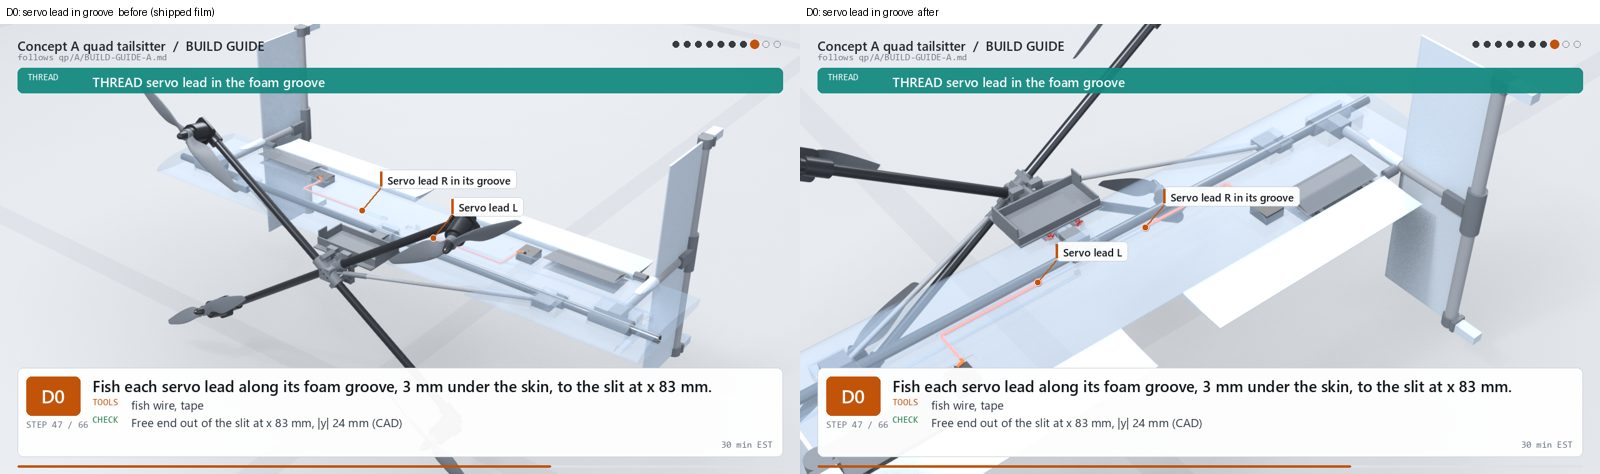 D0: servo lead in groove  before (shipped film)
Concept A quad tailsitter  /  BUILD GUIDE
follows qp/A/BUILD-GUIDE-A.md
THREAD THREAD servo lead in the foam groove
Servo lead R in its groove
Servo lead L
D0 Fish each servo lead along its foam groove, 3 mm under the skin, to the slit at x 83 mm.
TOOLS fish wire, tape
STEP 47 / 66 CHECK Free end out of the slit at x 83 mm, |y| 24 mm (CAD)
30 min EST
D0: servo lead in groove  after
Concept A quad tailsitter  /  BUILD GUIDE
follows qp/A/BUILD-GUIDE-A.md
THREAD THREAD servo lead in the foam groove
Servo lead R in its groove
Servo lead L
D0 Fish each servo lead along its foam groove, 3 mm under the skin, to the slit at x 83 mm.
TOOLS fish wire, tape
STEP 47 / 66 CHECK Free end out of the slit at x 83 mm, |y| 24 mm (CAD)
30 min EST